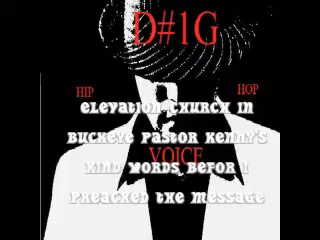 D#1G
HIP HOP
ELEVATION CHURCH IN
BUCKEYE PASTOR KENNY'S
VOICE
KIND WORDS BEFOR I
PREACHED THE MESSAGE